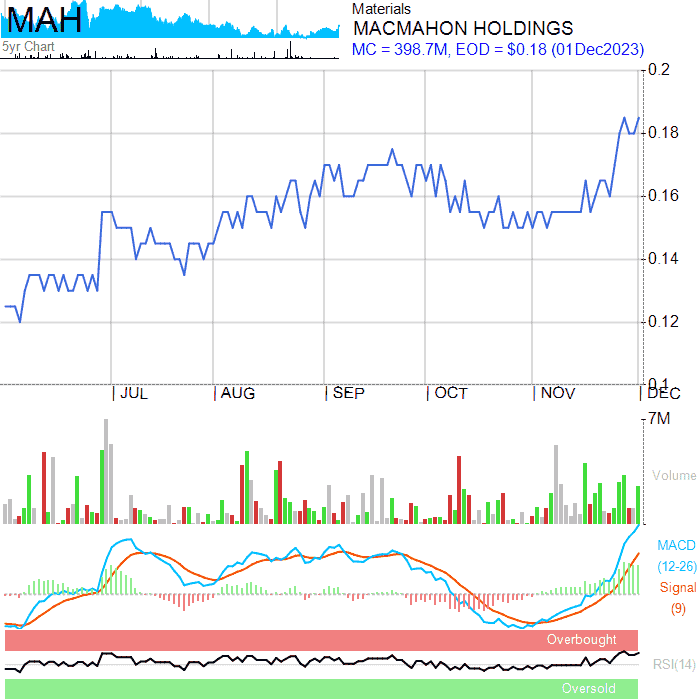 MAH
Materials
MACMAHON HOLDINGS
5yr Chart
MC = 398.7M, EOD = $0.18 (01Dec2023)
0.2
0.18
0.16
0.14
0.12
0.1
JUL
AUG
SEP
OCT
NOV
DEC
7M
Volume
MACD
(12-26)
Signal
(9)
Overbought
RSI(14)
Oversold